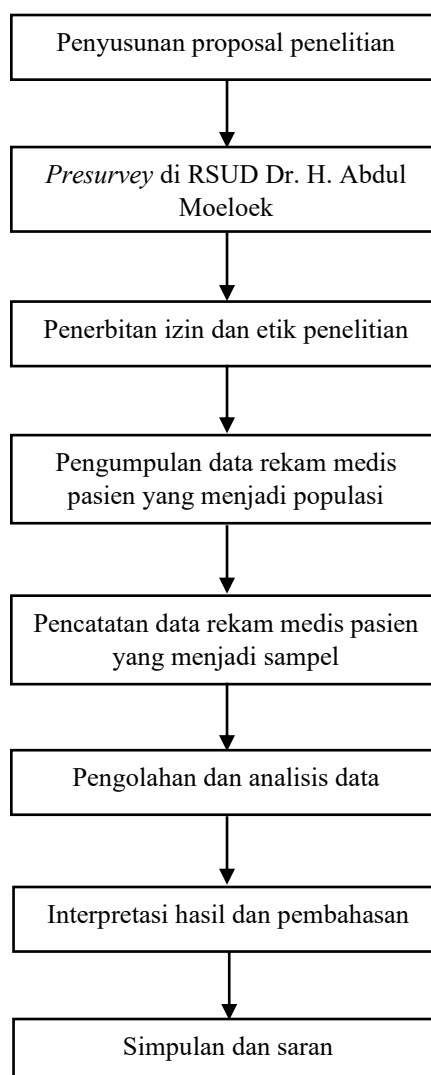 Penyusunan proposal penelitian
Presurvey di RSUD Dr. H. Abdul
Moeloek
Penerbitan izin dan etik penelitian
Pengumpulan data rekam medis
pasien yang menjadi populasi
Pencatatan data rekam medis pasien
yang menjadi sampel
Pengolahan dan analisis data
Interpretasi hasil dan pembahasan
Simpulan dan saran